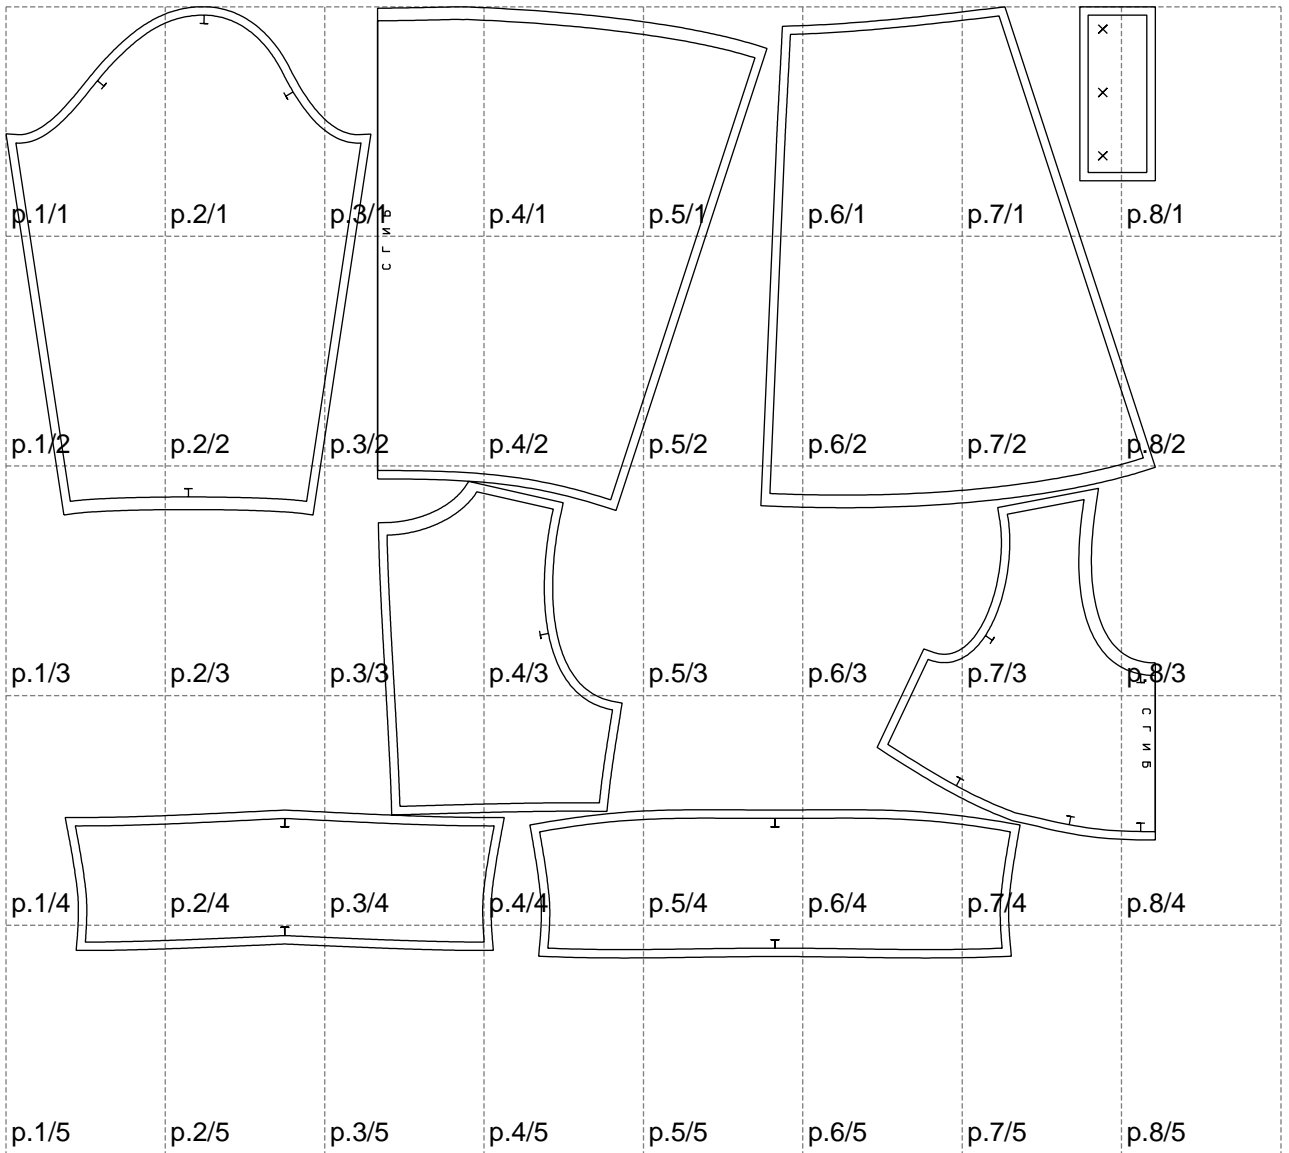 p.1/1 p.2/1 p.3/1 p.4/1 p.5/1 p.6/1 p.7/1 p.8/1
СГИБ
p.1/2 p.2/2 p.3/2 p.4/2 p.5/2 p.6/2 p.7/2 p.8/2
p.1/3 p.2/3 p.3/3 p.4/3 p.5/3 p.6/3 p.7/3 p.8/3
СГИБ
p.1/4 p.2/4 p.3/4 p.4/4 p.5/4 p.6/4 p.7/4 p.8/4
p.1/5 p.2/5 p.3/5 p.4/5 p.5/5 p.6/5 p.7/5 p.8/5